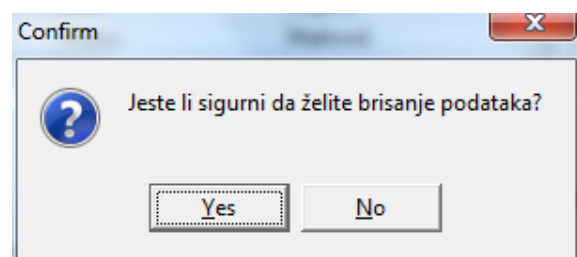 Confirm
Jeste li sigurni da želite brisanje podataka?
Yes
No